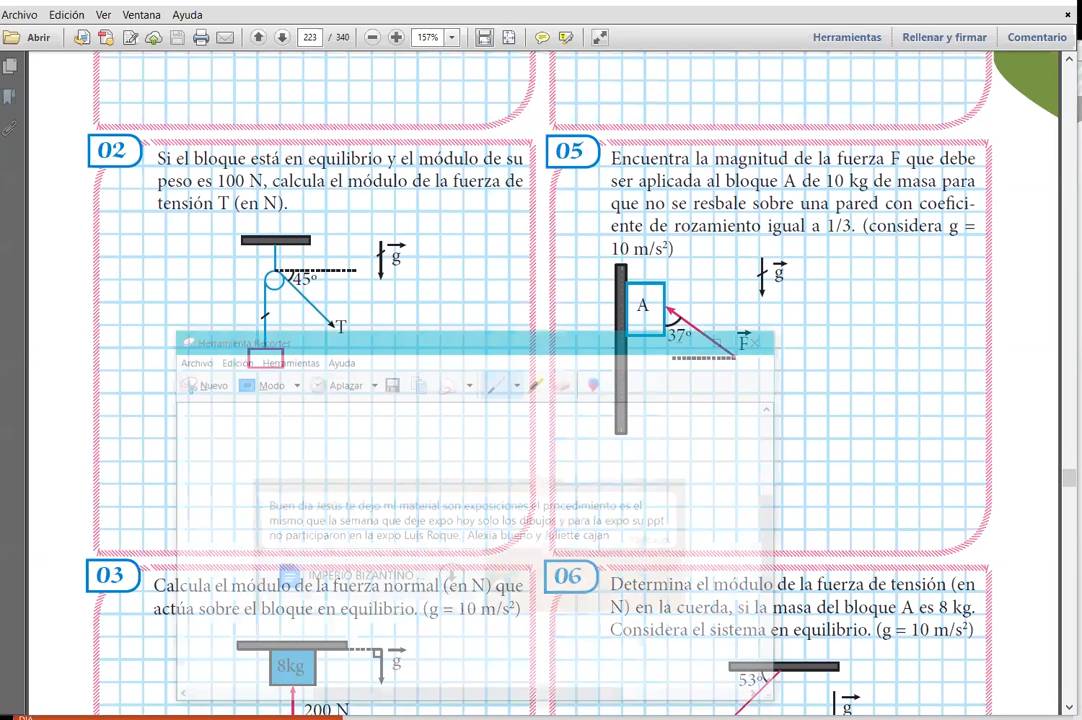 Archivo Edición Ver Ventana Ayuda
Abrir 223 / 340 157% Herramientas Rellenar y firmar Comentario
02
Si el bloque está en equilibrio y el módulo de su
peso es 100 N, calcula el módulo de la fuerza de
tensión T (en N).
g
45º
T
05
Encuentra la magnitud de la fuerza F que debe
ser aplicada al bloque A de 10 kg de masa para
que no se resbale sobre una pared con coefici-
ente de rozamiento igual a 1/3. (considera g =
10 m/s²)
g
A
37º
F
Herramienta Recortes
Archivo Edición Herramientas Ayuda
Nuevo Modo Aplazar
Buen dia Jesús te dejo mi material son exposiciones el procedimiento es el
mismo que la semana que deje expo hoy solo los dibujos y para la expo su ppt
no participaron en la expo Luis Roque, Alexia bueno y Juliette cajan
IMPERIO BIZANTINO
03
Calcula el módulo de la fuerza normal (en N) que
actúa sobre el bloque en equilibrio. (g = 10 m/s²)
8kg
g
200 N
06
Determina el módulo de la fuerza de tensión (en
N) en la cuerda, si la masa del bloque A es 8 kg.
Considera el sistema en equilibrio. (g = 10 m/s²)
53º
g